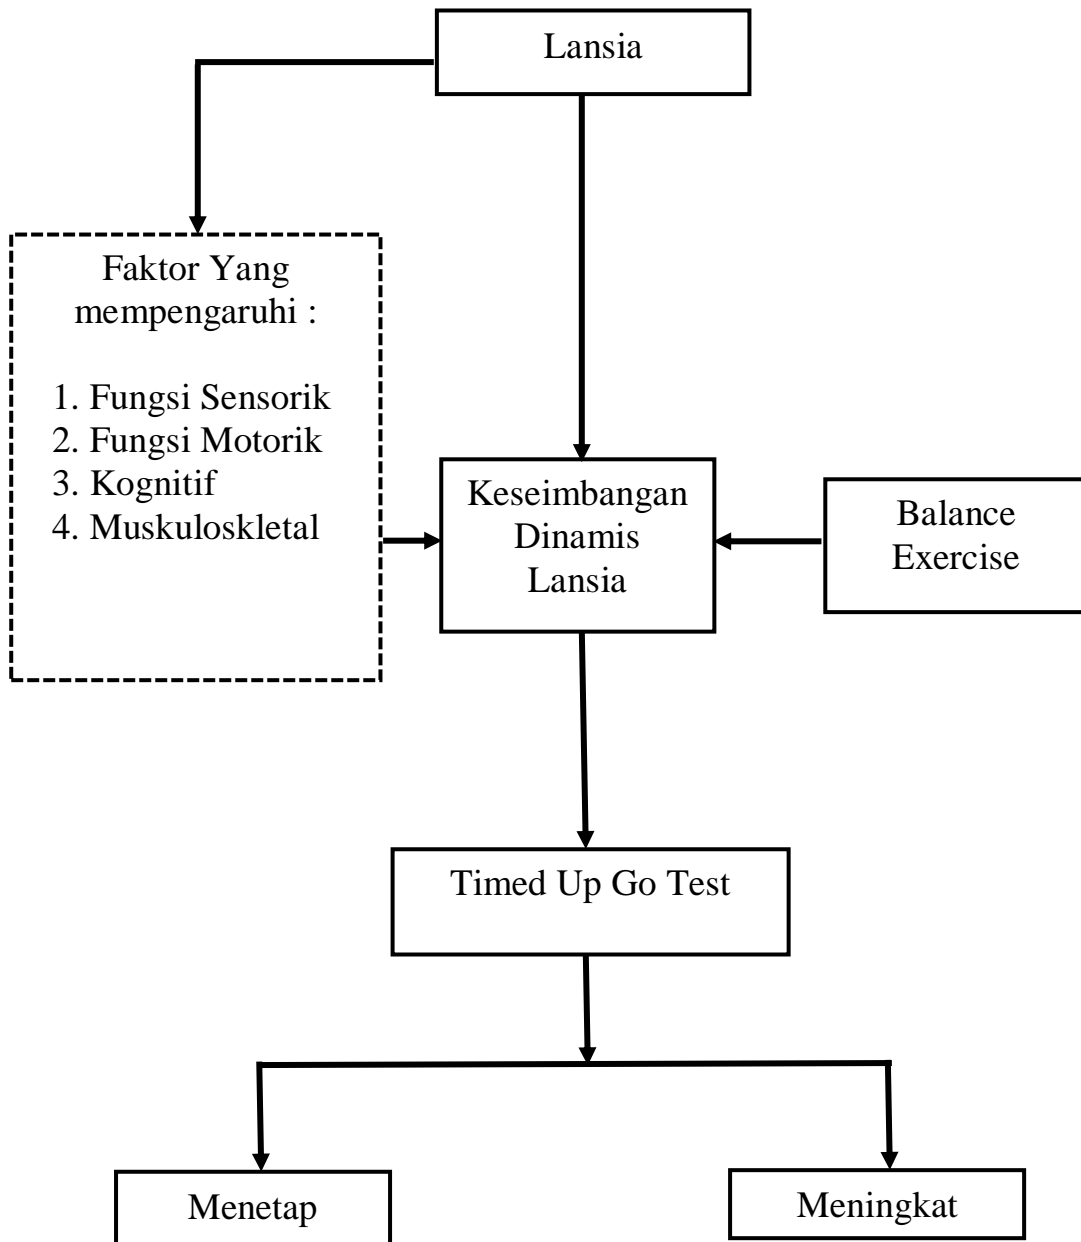 Lansia
Faktor Yang
mempengaruhi :
1. Fungsi Sensorik
2. Fungsi Motorik
3. Kognitif
4. Muskuloskletal
Keseimbangan
Dinamis
Lansia
Balance
Exercise
Timed Up Go Test
Menetap
Meningkat